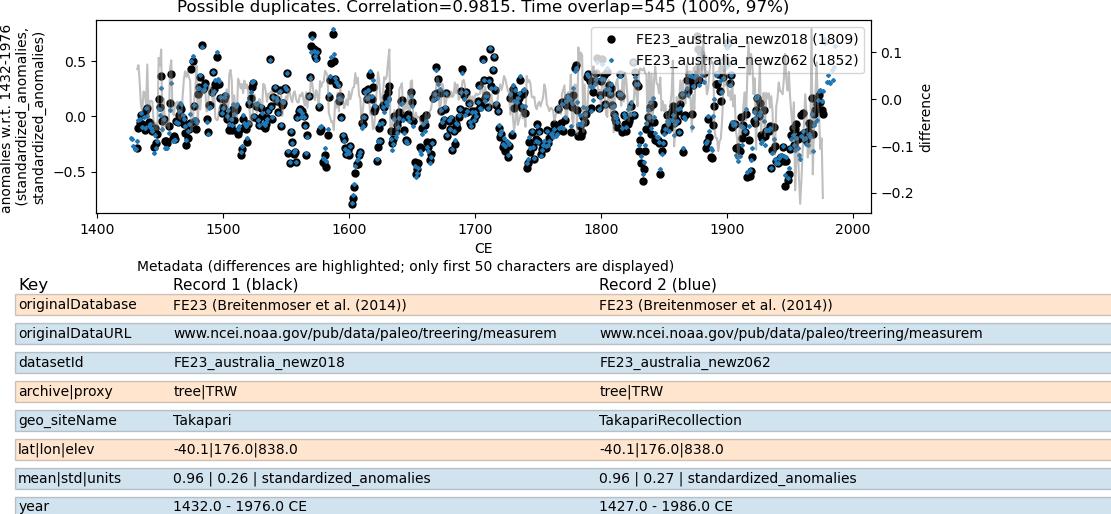 Possible duplicates. Correlation=0.9815. Time overlap=545 (100%, 97%)
anomalies w.r.t. 1432-1976
(standardized_anomalies,
standardized_anomalies)
0.5
0.0
−0.5
FE23_australia_newz018 (1809)
FE23_australia_newz062 (1852)
0.1
0.0
−0.1
−0.2
difference
1400 1500 1600 1700 1800 1900 2000
CE
Metadata (differences are highlighted; only first 50 characters are displayed)
Key Record 1 (black) Record 2 (blue)
originalDatabase FE23 (Breitenmoser et al. (2014)) FE23 (Breitenmoser et al. (2014))
originalDataURL www.ncei.noaa.gov/pub/data/paleo/treering/measurem www.ncei.noaa.gov/pub/data/paleo/treering/measurem
datasetId FE23_australia_newz018 FE23_australia_newz062
archive|proxy tree|TRW tree|TRW
geo_siteName Takapari TakapariRecollection
lat|lon|elev -40.1|176.0|838.0 -40.1|176.0|838.0
mean|std|units 0.96 | 0.26 | standardized_anomalies 0.96 | 0.27 | standardized_anomalies
year 1432.0 - 1976.0 CE 1427.0 - 1986.0 CE